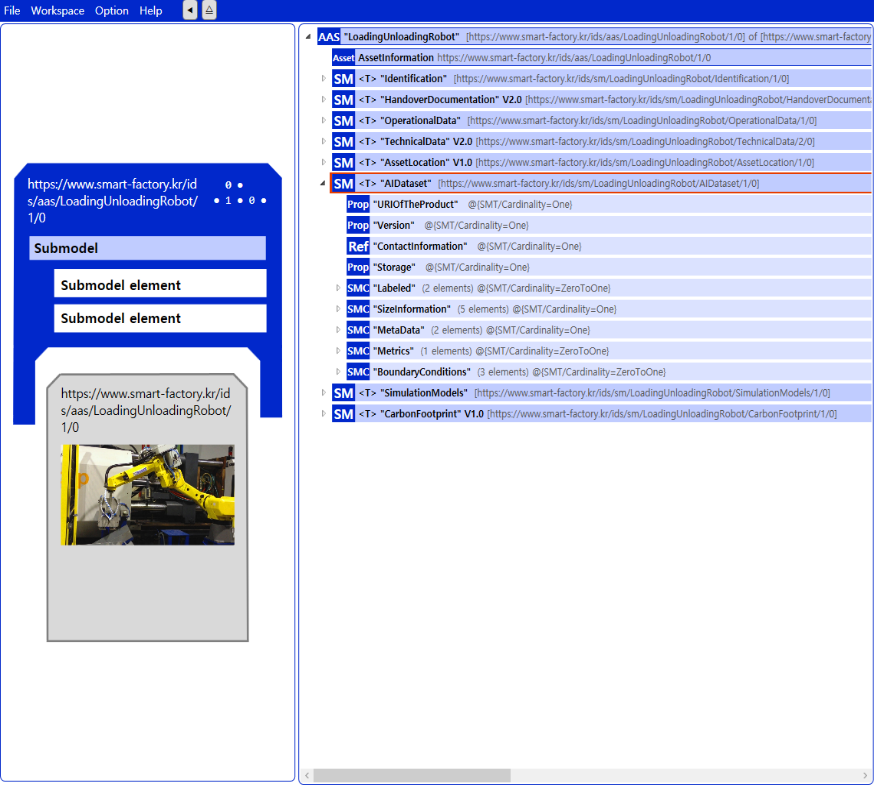 File Workspace Option Help
https://www.smart-factory.kr/id
s/aas/LoadingUnloadingRobot/
1/0
0
1 0
Submodel
Submodel element
Submodel element
https://www.smart-factory.kr/id
s/aas/LoadingUnloadingRobot/
1/0
AAS "LoadingUnloadingRobot" [https://www.smart-factory.kr/ids/aas/LoadingUnloadingRobot/1/0] of [https://www.smart-factory
Asset AssetInformation https://www.smart-factory.kr/ids/aas/LoadingUnloadingRobot/1/0
SM <T> "Identification" [https://www.smart-factory.kr/ids/sm/LoadingUnloadingRobot/Identification/1/0]
SM <T> "HandoverDocumentation" V2.0 [https://www.smart-factory.kr/ids/sm/LoadingUnloadingRobot/HandoverDocumenta
SM <T> "OperationalData" [https://www.smart-factory.kr/ids/sm/LoadingUnloadingRobot/OperationalData/1/0]
SM <T> "TechnicalData" V2.0 [https://www.smart-factory.kr/ids/sm/LoadingUnloadingRobot/TechnicalData/2/0]
SM <T> "AssetLocation" V1.0 [https://www.smart-factory.kr/ids/sm/LoadingUnloadingRobot/AssetLocation/1/0]
SM <T> "AIDataset" [https://www.smart-factory.kr/ids/sm/LoadingUnloadingRobot/AIDataset/1/0]
Prop "URIOfTheProduct" @{SMT/Cardinality=One}
Prop "Version" @{SMT/Cardinality=One}
Ref "ContactInformation" @{SMT/Cardinality=One}
Prop "Storage" @{SMT/Cardinality=One}
SMC "Labeled" (2 elements) @{SMT/Cardinality=ZeroToOne}
SMC "SizeInformation" (5 elements) @{SMT/Cardinality=One}
SMC "MetaData" (2 elements) @{SMT/Cardinality=One}
SMC "Metrics" (1 elements) @{SMT/Cardinality=ZeroToOne}
SMC "BoundaryConditions" (3 elements) @{SMT/Cardinality=ZeroToOne}
SM <T> "SimulationModels" [https://www.smart-factory.kr/ids/sm/LoadingUnloadingRobot/SimulationModels/1/0]
SM <T> "CarbonFootprint" V1.0 [https://www.smart-factory.kr/ids/sm/LoadingUnloadingRobot/CarbonFootprint/1/0]